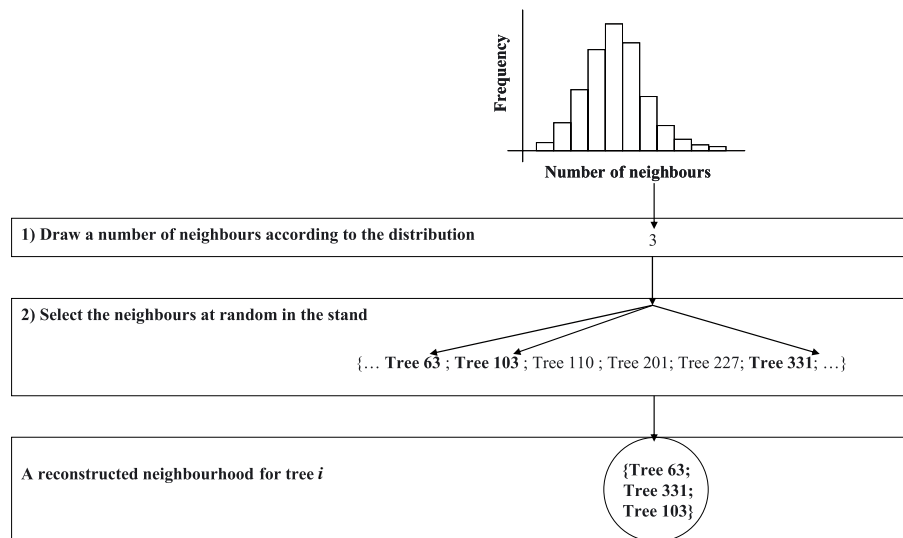 Frequency
Number of neighbours
1) Draw a number of neighbours according to the distribution
3
2) Select the neighbours at random in the stand
{... Tree 63 ; Tree 103 ; Tree 110 ; Tree 201; Tree 227; Tree 331; ...}
A reconstructed neighbourhood for tree i
{Tree 63;
Tree 331;
Tree 103}